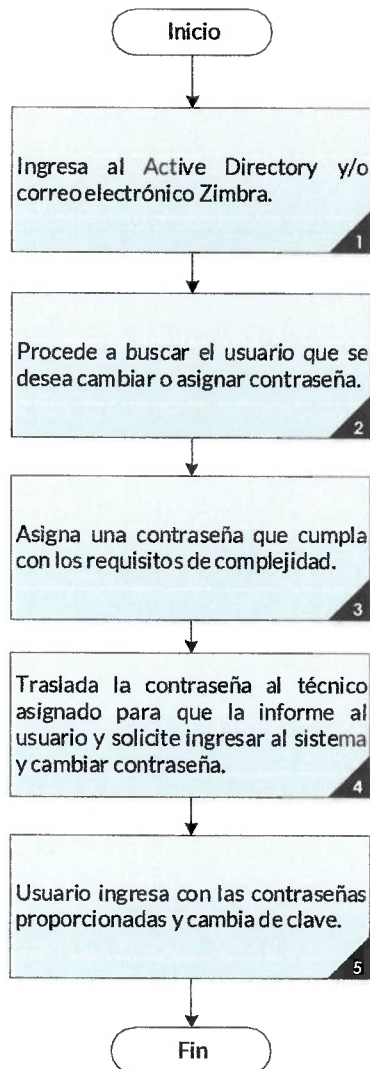 Inicio
Ingresa al Active Directory y/o
correo electrónico Zimbra.
1
Procede a buscar el usuario que se
desea cambiar o asignar contraseña.
2
Asigna una contraseña que cumpla
con los requisitos de complejidad.
3
Traslada la contraseña al técnico
asignado para que la informe al
usuario y solicite ingresar al sistema
y cambiar contraseña.
4
Usuario ingresa con las contraseñas
proporcionadas y cambia de clave.
5
Fin